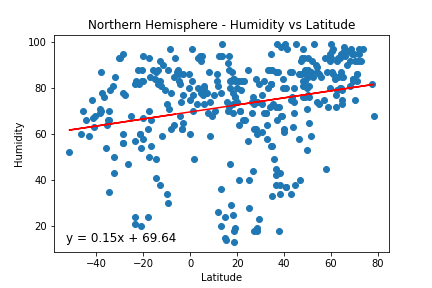 Northern Hemisphere - Humidity vs Latitude
100
80
60
40
20
Humidity
y = 0.15x + 69.64
−40 −20 0 20 40 60 80
Latitude